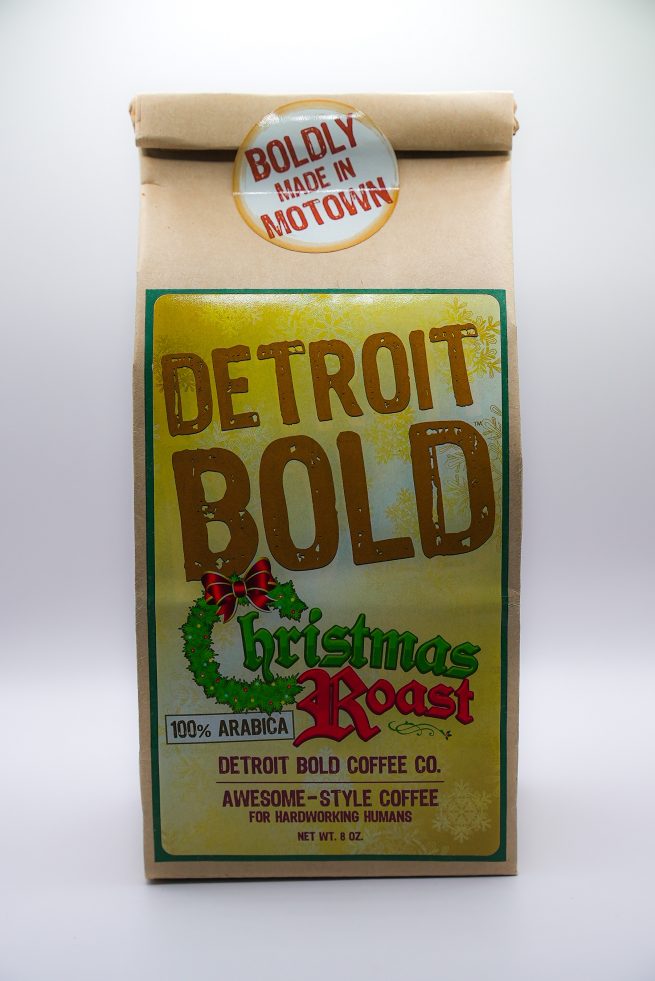 BOLDLY
MADE IN
MOTOWN
DETROIT
BOLD™
Christmas
Roast
100% ARABICA
DETROIT BOLD COFFEE CO.
AWESOME-STYLE COFFEE
FOR HARDWORKING HUMANS
NET WT. 8 OZ.